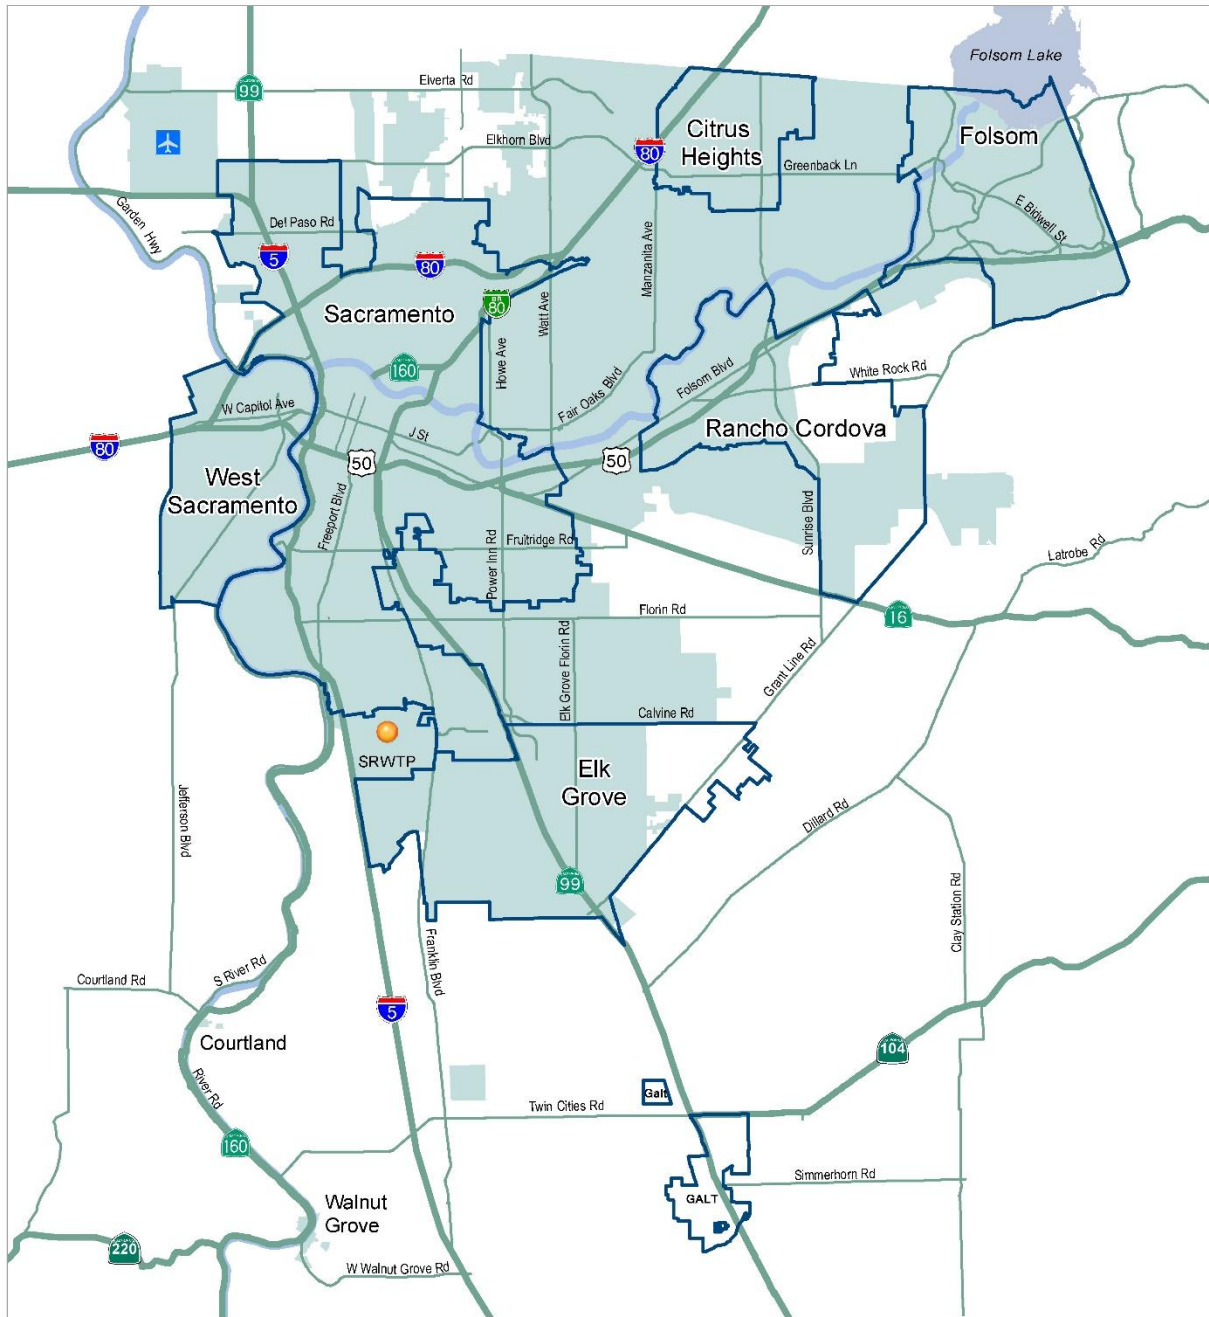 Folsom Lake
Elverta Rd
99
Citrus
Heights
Folsom
Elkhorn Blvd
80
Greenback Ln
Garden Hwy
Del Paso Rd
E Bidwell St
5
80
Manzanita Ave
BR
80
Sacramento
Watt Ave
160
Howe Ave
Fair Oaks Blvd
Folsom Blvd
White Rock Rd
W Capitol Ave
J St
Rancho Cordova
80
50
50
West
Sacramento
Freeport Blvd
Sunrise Blvd
Fruitridge Rd
Power Inn Rd
Latrobe Rd
Florin Rd
16
Elk Grove Florin Rd
Grant Line Rd
Calvine Rd
SRWTP
Elk
Grove
Jefferson Blvd
Dillard Rd
99
Clay Station Rd
Franklin Blvd
S River Rd
Courtland Rd
5
Courtland
104
River Rd
Galt
Twin Cities Rd
160
Simmerhorn Rd
GALT
Walnut
Grove
220
W Walnut Grove Rd